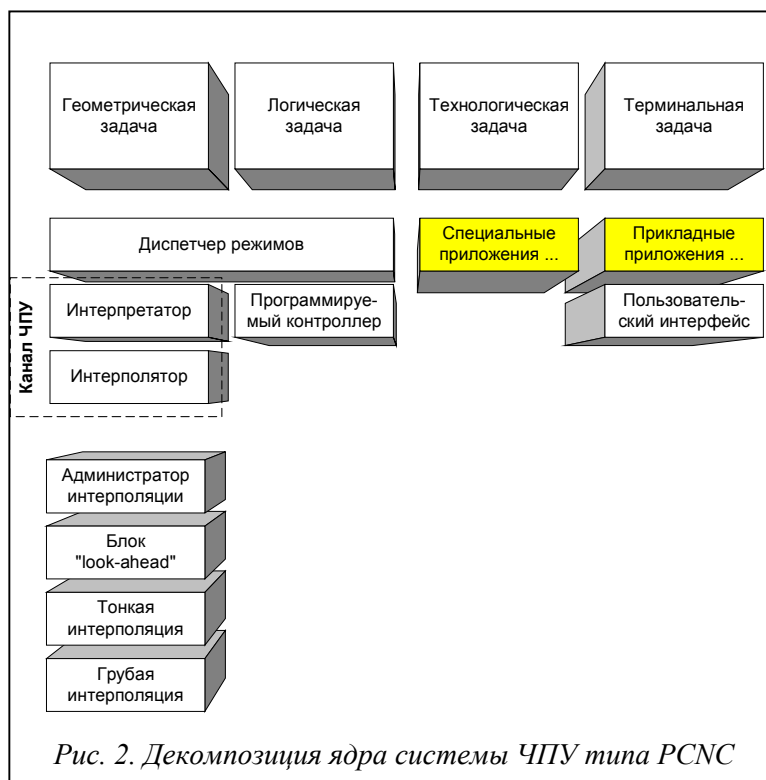 Геометрическая
задача
Логическая
задача
Технологическая
задача
Терминальная
задача
Диспетчер режимов
Специальные
приложения ...
Прикладные
приложения ...
Канал ЧПУ
Интерпретатор
Программируе-
мый контроллер
Пользователь-
ский интерфейс
Интерполятор
Администратор
интерполяции
Блок
"look-ahead"
Тонкая
интерполяция
Грубая
интерполяция
Рис. 2. Декомпозиция ядра системы ЧПУ типа PCNC